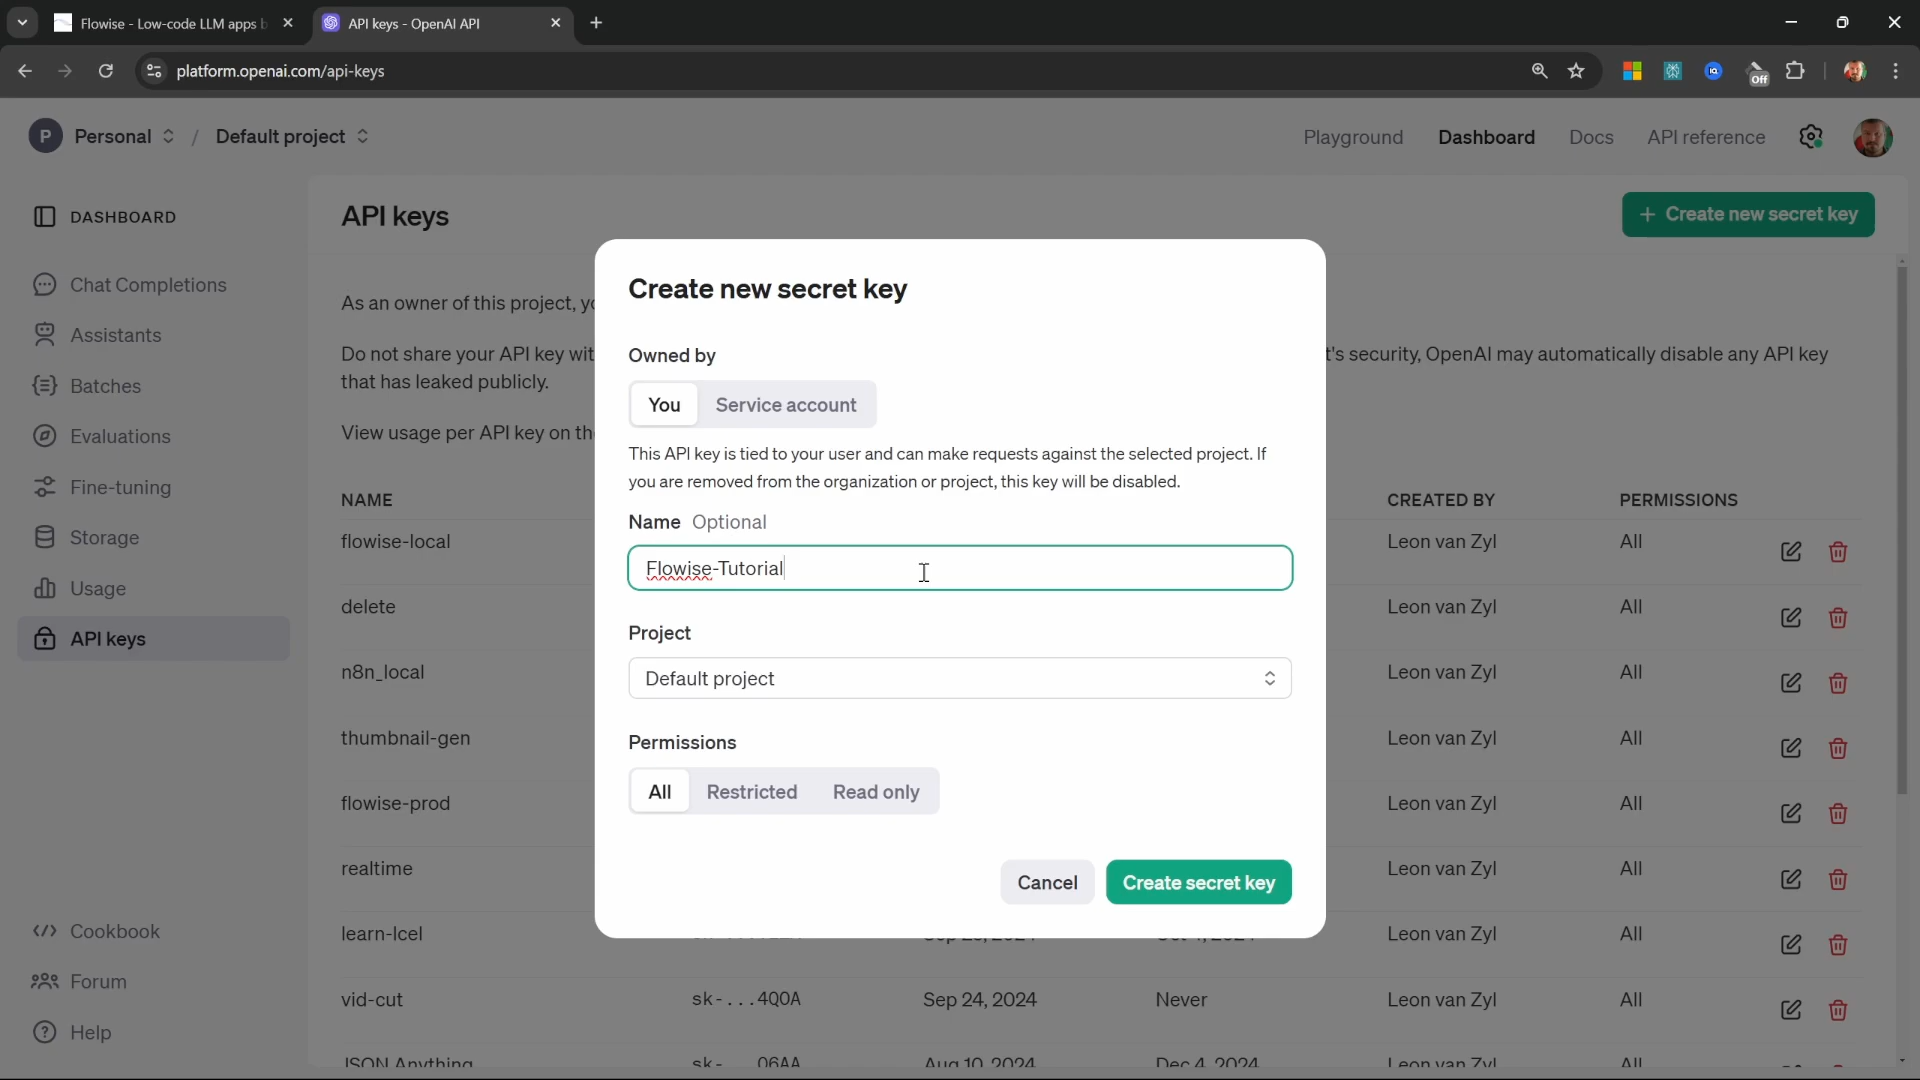 Flowise - Low-code LLM apps b
API keys - OpenAI API
platform.openai.com/api-keys
Off
P Personal / Default project
Playground Dashboard Docs API reference
DASHBOARD
Chat Completions
Assistants
Batches
Evaluations
Fine-tuning
Storage
Usage
API keys
Cookbook
Forum
Help
API keys
+ Create new secret key
As an owner of this project, yo
Do not share your API key wit
t's security, OpenAI may automatically disable any API key
that has leaked publicly.
View usage per API key on th
NAME CREATED BY PERMISSIONS
flowise-local Leon van Zyl All
delete Leon van Zyl All
n8n_local Leon van Zyl All
thumbnail-gen Leon van Zyl All
flowise-prod Leon van Zyl All
realtime Leon van Zyl All
learn-lcel Leon van Zyl All
vid-cut sk-...4Q0A Sep 24, 2024 Never Leon van Zyl All
JSON Anything sk-...06AA Aug 10, 2024 Dec 4, 2024 Leon van Zyl All
Create new secret key
Owned by
You Service account
This API key is tied to your user and can make requests against the selected project. If
you are removed from the organization or project, this key will be disabled.
Name Optional
Flowise-Tutorial
Project
Default project
Permissions
All Restricted Read only
Cancel Create secret key